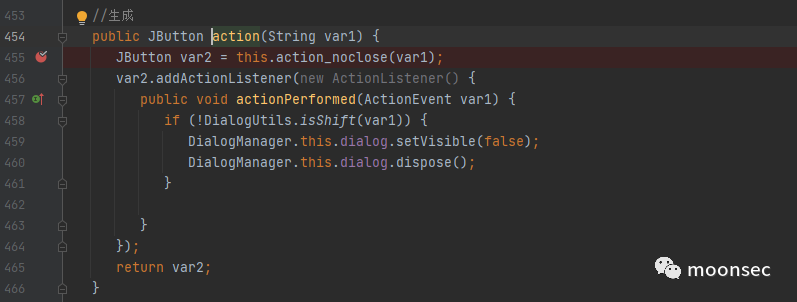 453 //生成
454 public JButton action(String var1) {
455 JButton var2 = this.action_noclose(var1);
456 var2.addActionListener(new ActionListener() {
457 public void actionPerformed(ActionEvent var1) {
458 if (!DialogUtils.isShift(var1)) {
459 DialogManager.this.dialog.setVisible(false);
460 DialogManager.this.dialog.dispose();
461 }
462
463 }
464 });
465 return var2;
466 }
moonsec